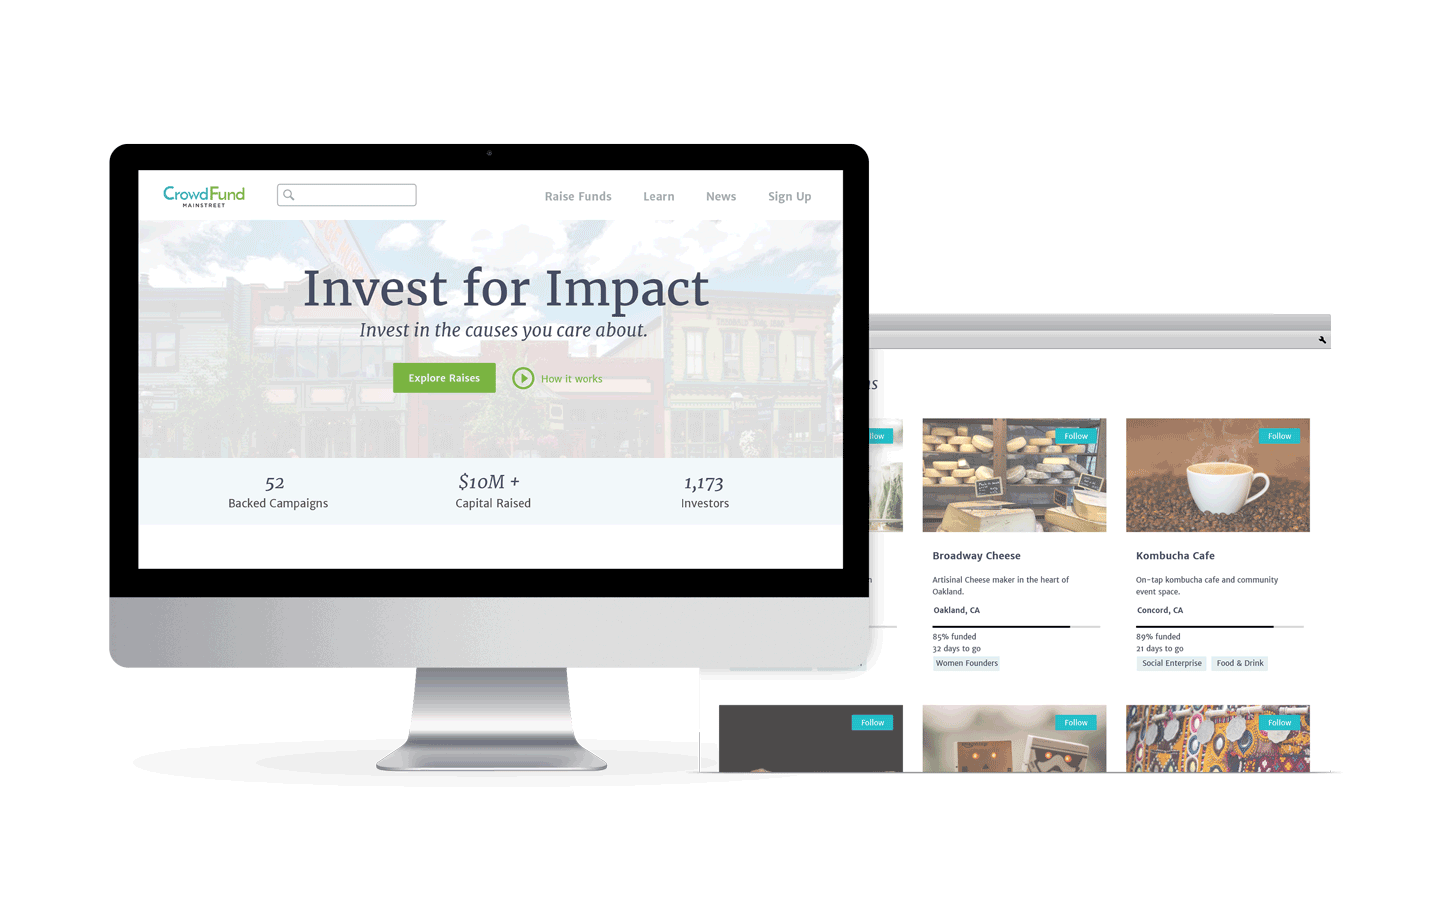 CrowdFund
MAINSTREET
Raise Funds
Learn
News
Sign Up
Invest for Impact
Invest in the causes you care about.
Explore Raises
How it works
52
Backed Campaigns
$10M +
Capital Raised
1,173
Investors
Follow
Follow
Broadway Cheese
Artisinal Cheese maker in the heart of
Oakland.
Oakland, CA
85% funded
32 days to go
Women Founders
Kombucha Cafe
On-tap kombucha cafe and community
event space.
Concord, CA
89% funded
21 days to go
Social Enterprise
Food & Drink
Follow
Follow
Follow